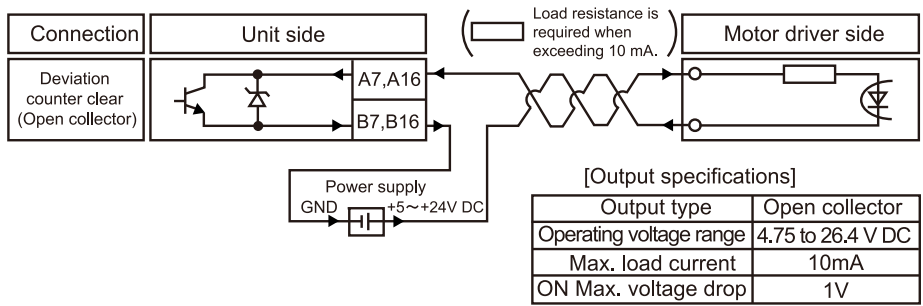 Load resistance is
required when
exceeding 10 mA.
Connection
Unit side
Motor driver side
Deviation
counter clear
(Open collector)
A7,A16
B7,B16
Power supply
GND
+5～+24V DC
[Output specifications]
Output type Open collector
Operating voltage range 4.75 to 26.4 V DC
Max. load current 10mA
ON Max. voltage drop 1V